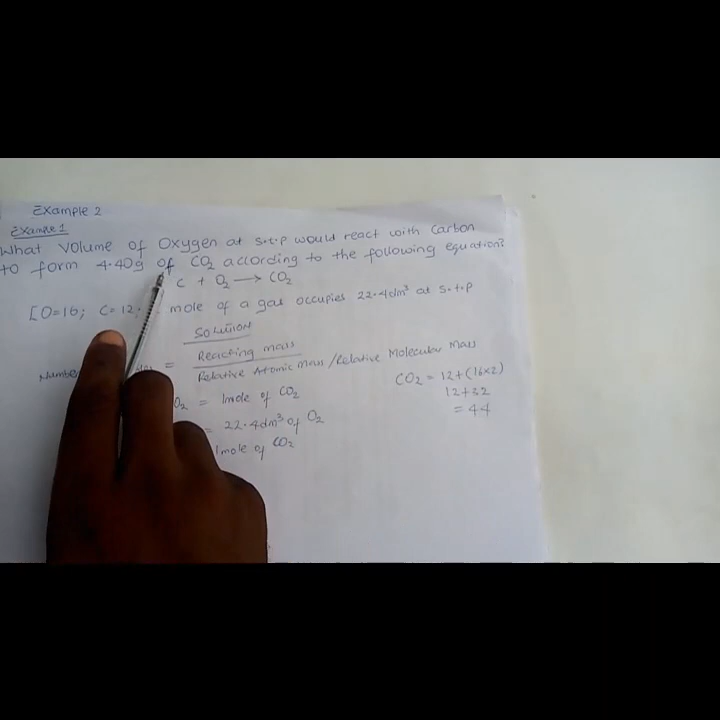 Example 2
Example 1
What Volume of Oxygen at s.t.p would react with Carbon
to form 4.40g of CO₂ according to the following equation?
C + O₂ → CO₂
[O=16; C=12; mole of a gas occupies 22.4dm³ at s.t.p
SOLUTION
Number = Reacting mass
Relative Atomic Mass /Relative Molecular Mass
O₂ = 1mole of CO₂
= 22.4dm³ of O₂
1mole of CO₂
CO₂ = 12+(16×2)
12+32
= 44